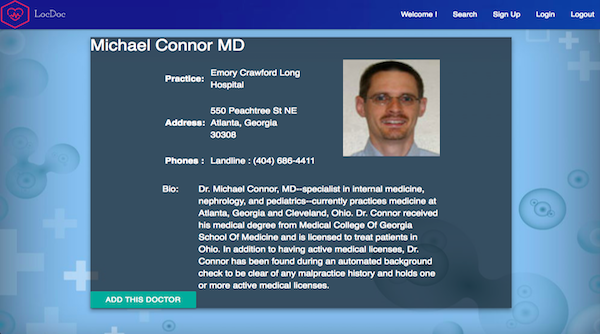 LocDoc
Welcome ! Search Sign Up Login Logout
Michael Connor MD
Practice: Emory Crawford Long
Hospital
550 Peachtree St NE
Address: Atlanta, Georgia
30308
Phones : Landline : (404) 686-4411
Bio: Dr. Michael Connor, MD--specialist in internal medicine,
nephrology, and pediatrics--currently practices medicine at
Atlanta, Georgia and Cleveland, Ohio. Dr. Connor received
his medical degree from Medical College Of Georgia
School Of Medicine and is licensed to treat patients in
Ohio. In addition to having active medical licenses, Dr.
Connor has been found during an automated background
check to be clear of any malpractice history and holds one
or more active medical licenses.
ADD THIS DOCTOR